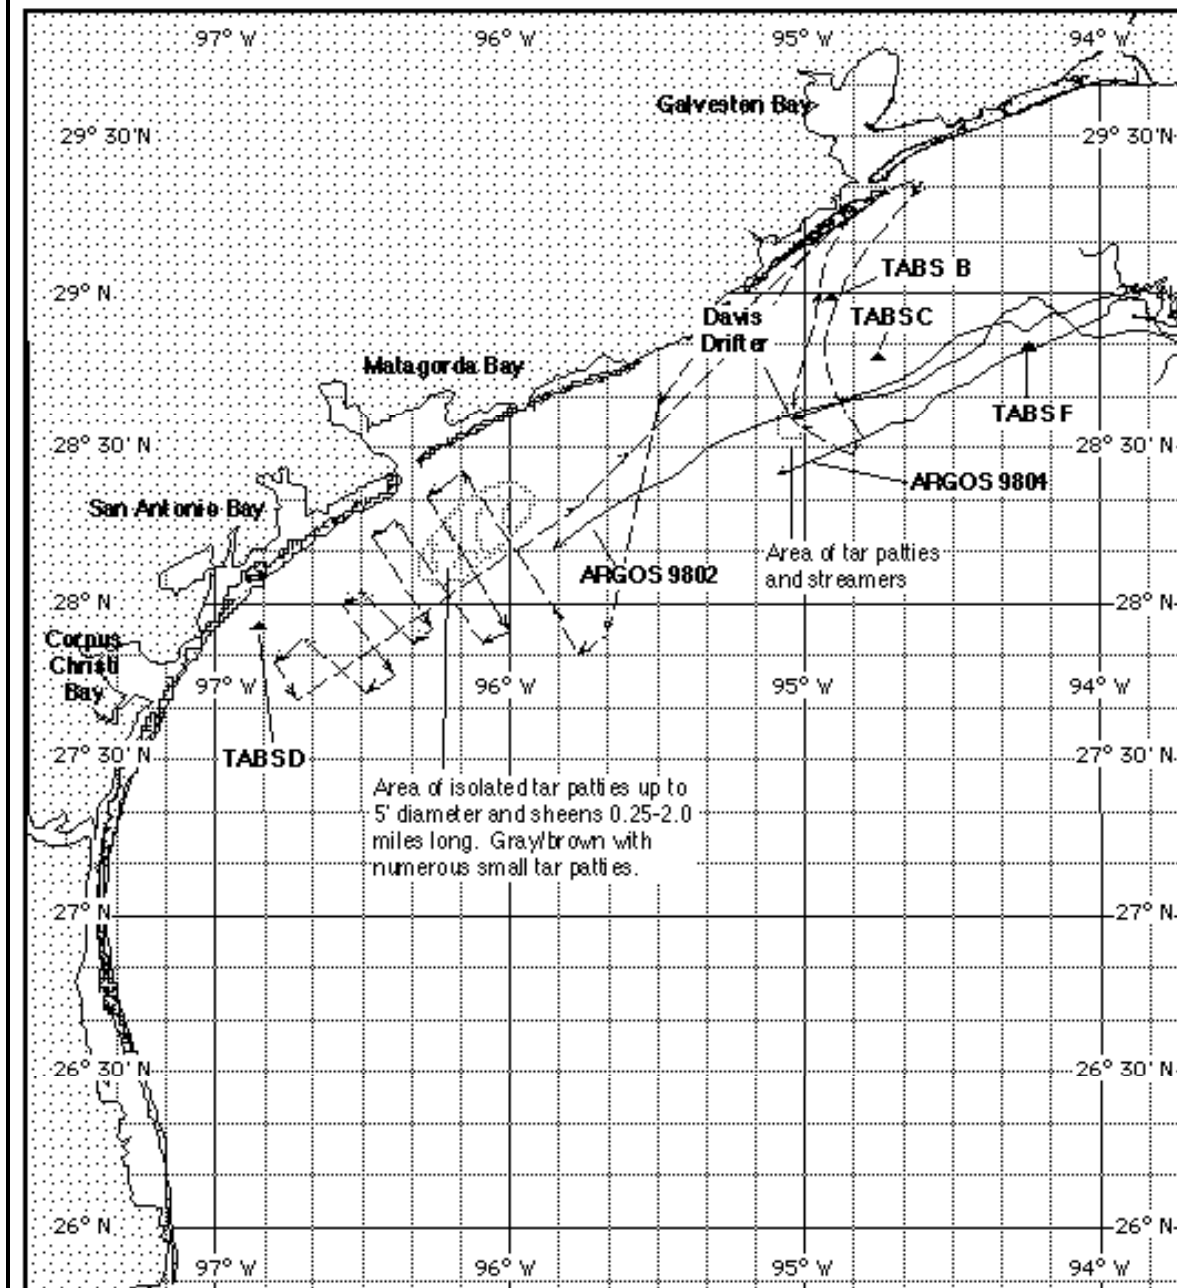 97° W 96° W 95° W 94° W
Galveston Bay
29° 30'N 29° 30'N
TABS B
29° N 29° N
Davis
Drifter
TABS C
Matagorda Bay
TABS F
28° 30'N 28° 30'N
ARGOS 9804
San Antonio Bay
Area of tar patties
and streamers
ARGOS 9802
28° N 28° N
Corpus
Christi
Bay
97° W 96° W 95° W 94° W
27° 30' N 27° 30' N
TABS D
Area of isolated tar patties up to
5' diameter and sheens 0.25-2.0
miles long. Gray/brown with
numerous small tar patties.
27° N 27° N
26° 30' N 26° 30' N
26° N 26° N
97° W 96° W 95° W 94° W